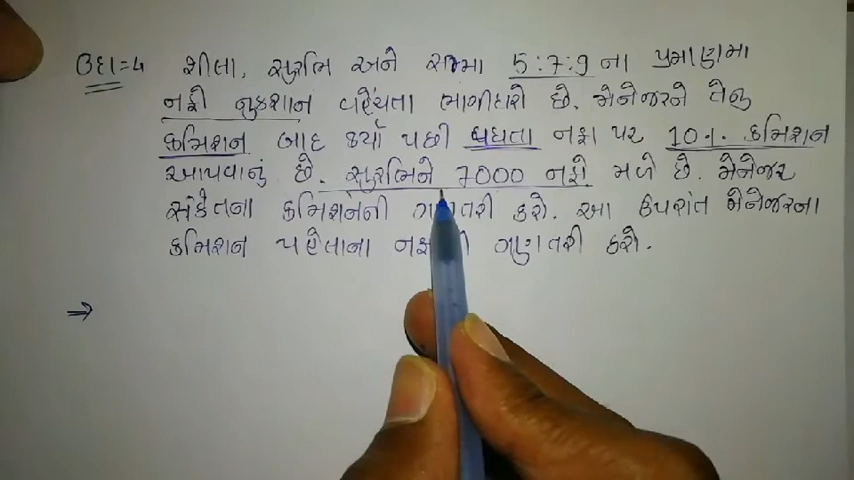 ઉદા=4 શીલા, સુરભિ અને સીમા 5:7:9 ના પ્રમાણમા
નફો નુકશાન વહેંચતા ભાગીદારો છે. મેનેજરને તેનુ
કમિશન બાદ કર્યા પછી વધતા નફા પર 10%. કમિશન
આપવાનું છે. સુરભિને 7000 નફો મળે છે. મેનેજર
સંકેતના કમિશનની ગણતરી કરો. આ ઉપરાંત મેનેજરના
કમિશન પહેલાના ગણતરી કરો.
⇒